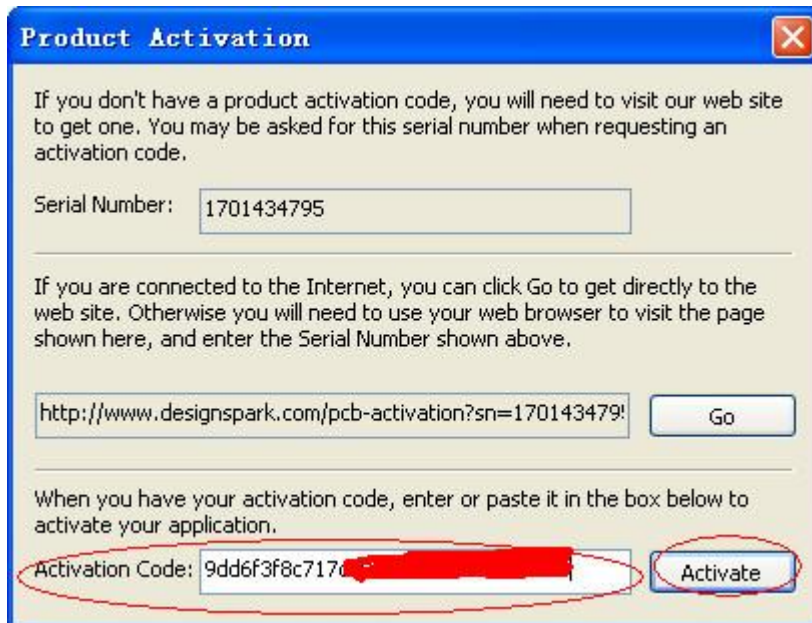 Product Activation
If you don't have a product activation code, you will need to visit our web site
to get one. You may be asked for this serial number when requesting an
activation code.
Serial Number: 1701434795
If you are connected to the Internet, you can click Go to get directly to the
web site. Otherwise you will need to use your web browser to visit the page
shown here, and enter the Serial Number shown above.
http://www.designspark.com/pcb-activation?sn=170143479 Go
When you have your activation code, enter or paste it in the box below to
activate your application.
Activation Code: 9dd6f3f8c717 Activate